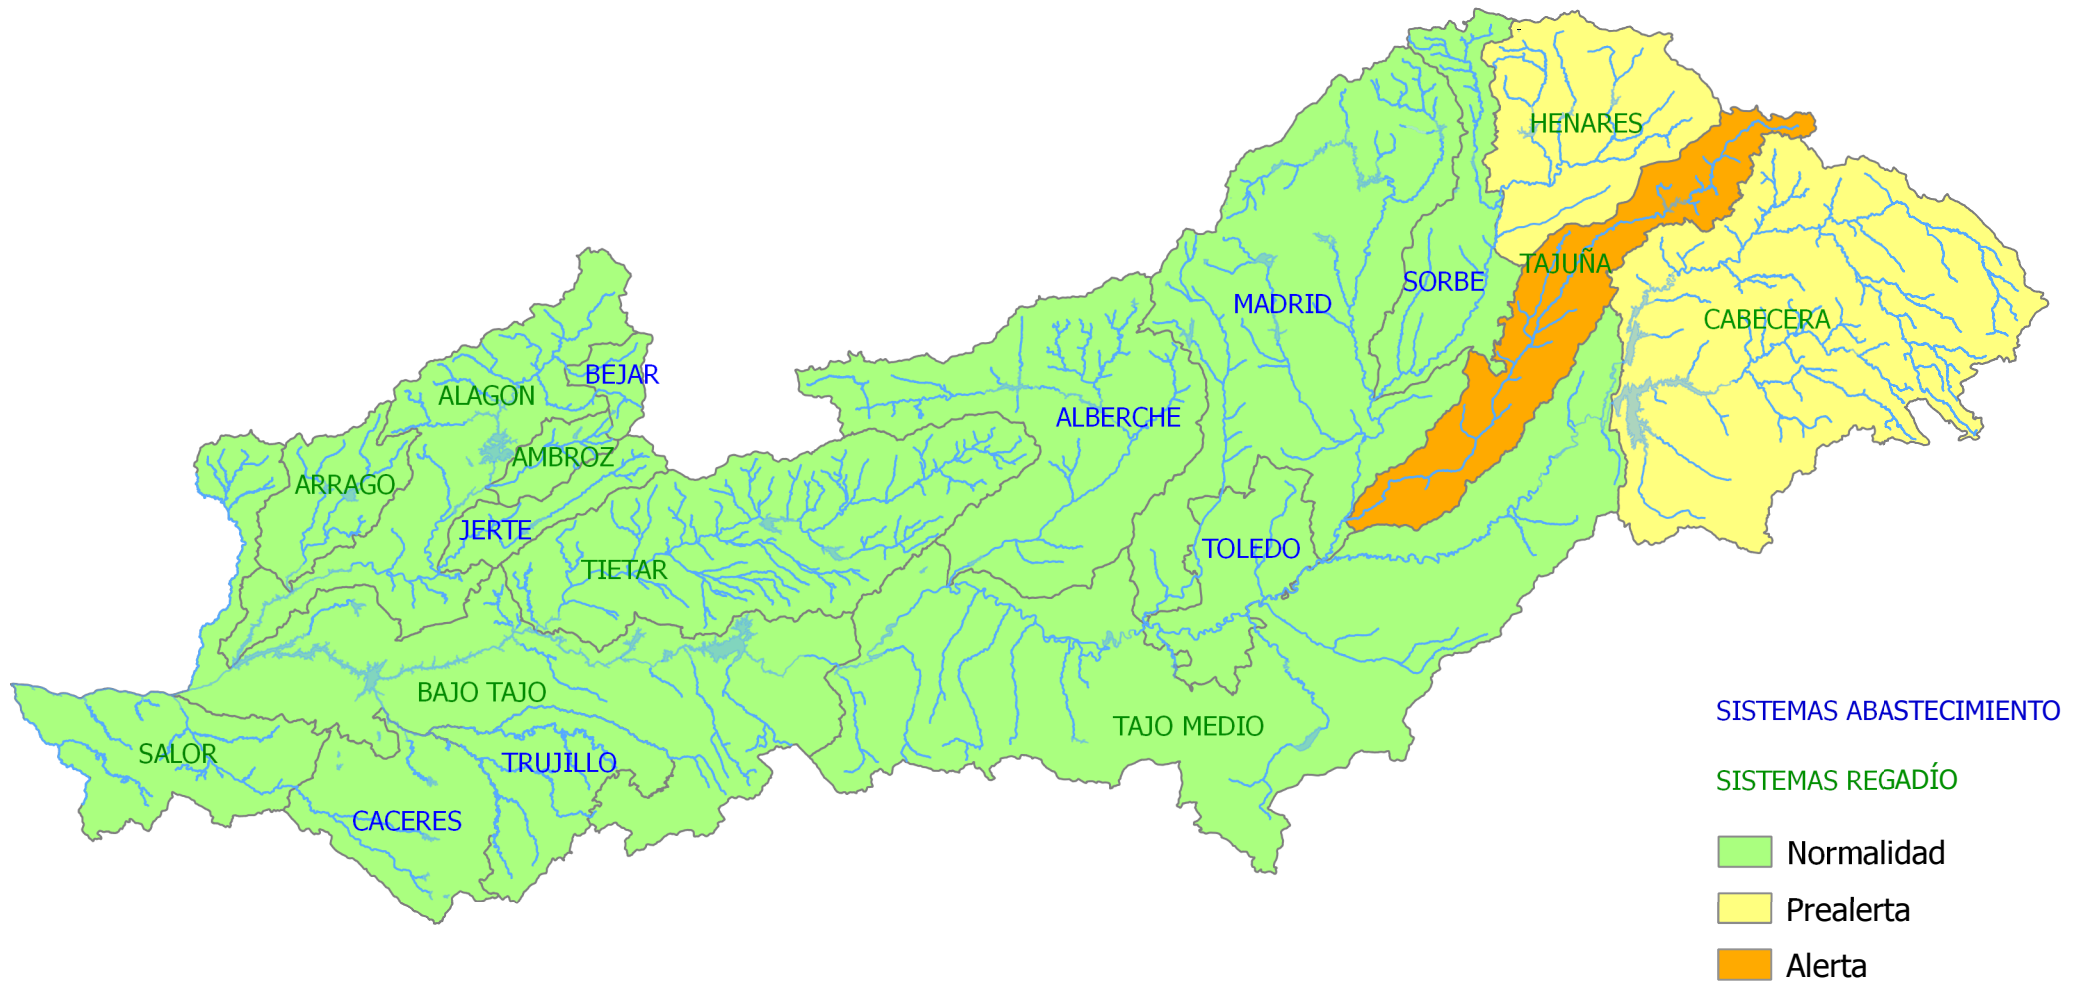 HENARES
TAJUÑA
SORBE
MADRID
CABECERA
BEJAR
ALAGON
ALBERCHE
AMBROZ
ARRAGO
JERTE
TOLEDO
TIETAR
BAJO TAJO
TAJO MEDIO
SALOR
TRUJILLO
CACERES
SISTEMAS ABASTECIMIENTO
SISTEMAS REGADÍO
Normalidad
Prealerta
Alerta